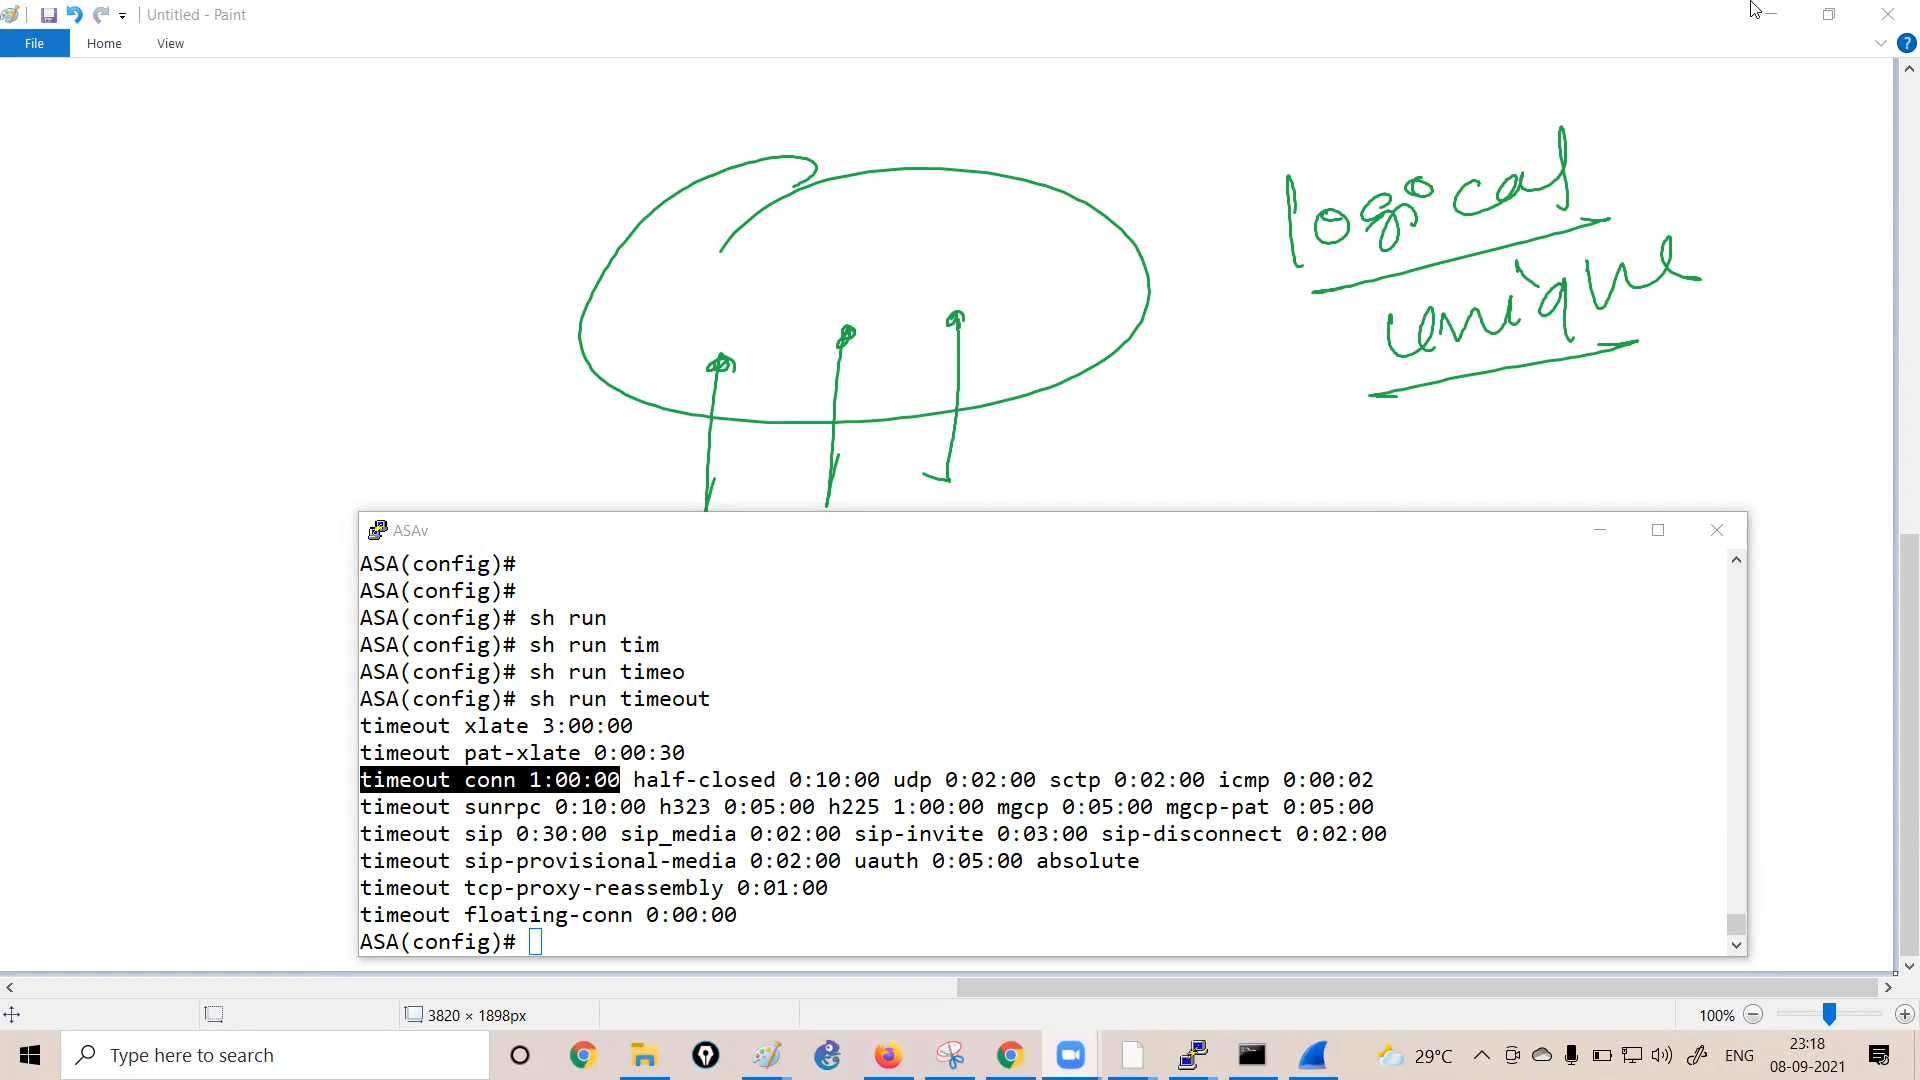 Untitled - Paint
File Home View
logical
unique
ASAv
ASA(config)#
ASA(config)#
ASA(config)# sh run
ASA(config)# sh run tim
ASA(config)# sh run timeo
ASA(config)# sh run timeout
timeout xlate 3:00:00
timeout pat-xlate 0:00:30
timeout conn 1:00:00 half-closed 0:10:00 udp 0:02:00 sctp 0:02:00 icmp 0:00:02
timeout sunrpc 0:10:00 h323 0:05:00 h225 1:00:00 mgcp 0:05:00 mgcp-pat 0:05:00
timeout sip 0:30:00 sip_media 0:02:00 sip-invite 0:03:00 sip-disconnect 0:02:00
timeout sip-provisional-media 0:02:00 uauth 0:05:00 absolute
timeout tcp-proxy-reassembly 0:01:00
timeout floating-conn 0:00:00
ASA(config)#
3820 × 1898px 100%
Type here to search 29°C ENG 23:18
08-09-2021